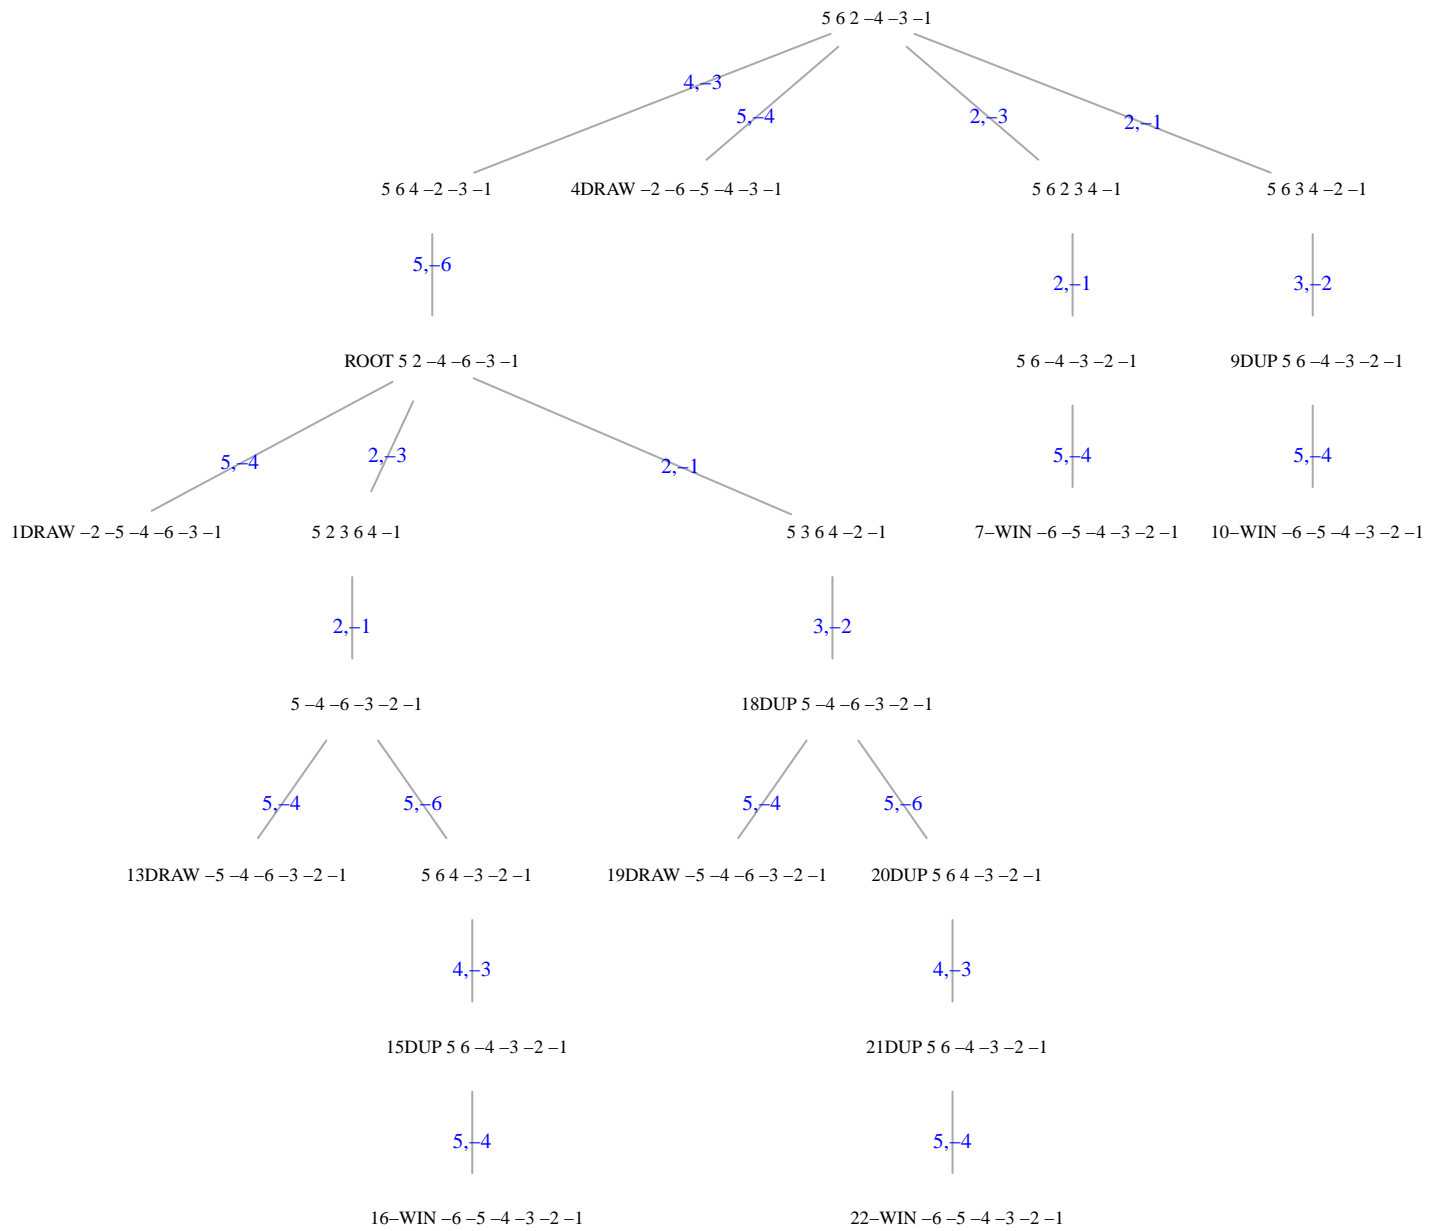 5 6 2 –4 –3 –1
4,–3
5,–4
2,–3
2,–1
5 6 4 –2 –3 –1
4DRAW –2 –6 –5 –4 –3 –1
5 6 2 3 4 –1
5 6 3 4 –2 –1
5,–6
2,–1
3,–2
ROOT 5 2 –4 –6 –3 –1
5 6 –4 –3 –2 –1
9DUP 5 6 –4 –3 –2 –1
5,–4
2,–3
2,–1
5,–4
5,–4
1DRAW –2 –5 –4 –6 –3 –1
5 2 3 6 4 –1
5 3 6 4 –2 –1
7–WIN –6 –5 –4 –3 –2 –1
10–WIN –6 –5 –4 –3 –2 –1
2,–1
3,–2
5 –4 –6 –3 –2 –1
18DUP 5 –4 –6 –3 –2 –1
5,–4
5,–6
5,–4
5,–6
13DRAW –5 –4 –6 –3 –2 –1
5 6 4 –3 –2 –1
19DRAW –5 –4 –6 –3 –2 –1
20DUP 5 6 4 –3 –2 –1
4,–3
4,–3
15DUP 5 6 –4 –3 –2 –1
21DUP 5 6 –4 –3 –2 –1
5,–4
5,–4
16–WIN –6 –5 –4 –3 –2 –1
22–WIN –6 –5 –4 –3 –2 –1